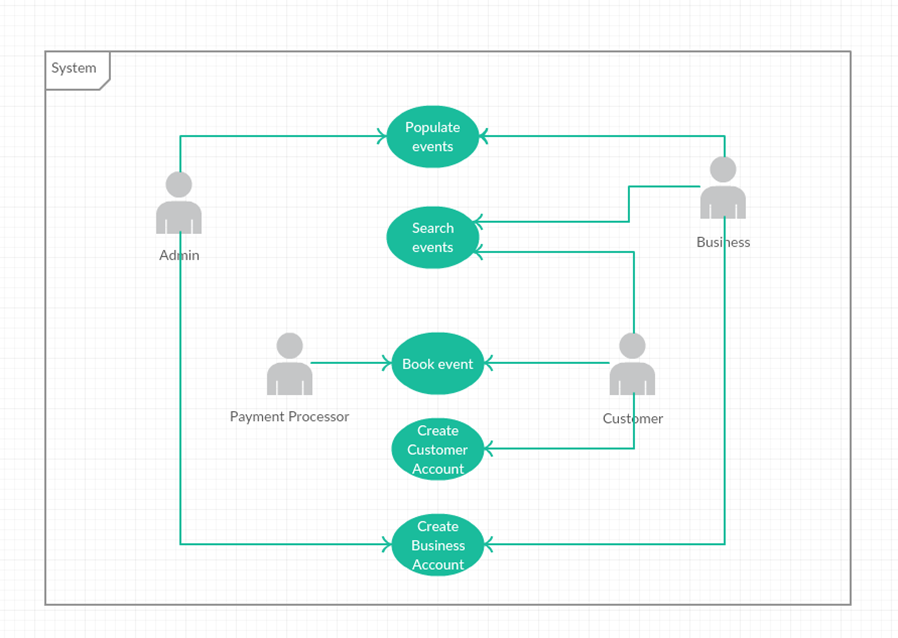 System
Populate
events
Search
events
Business
Admin
Book event
Payment Processor
Customer
Create
Customer
Account
Create
Business
Account